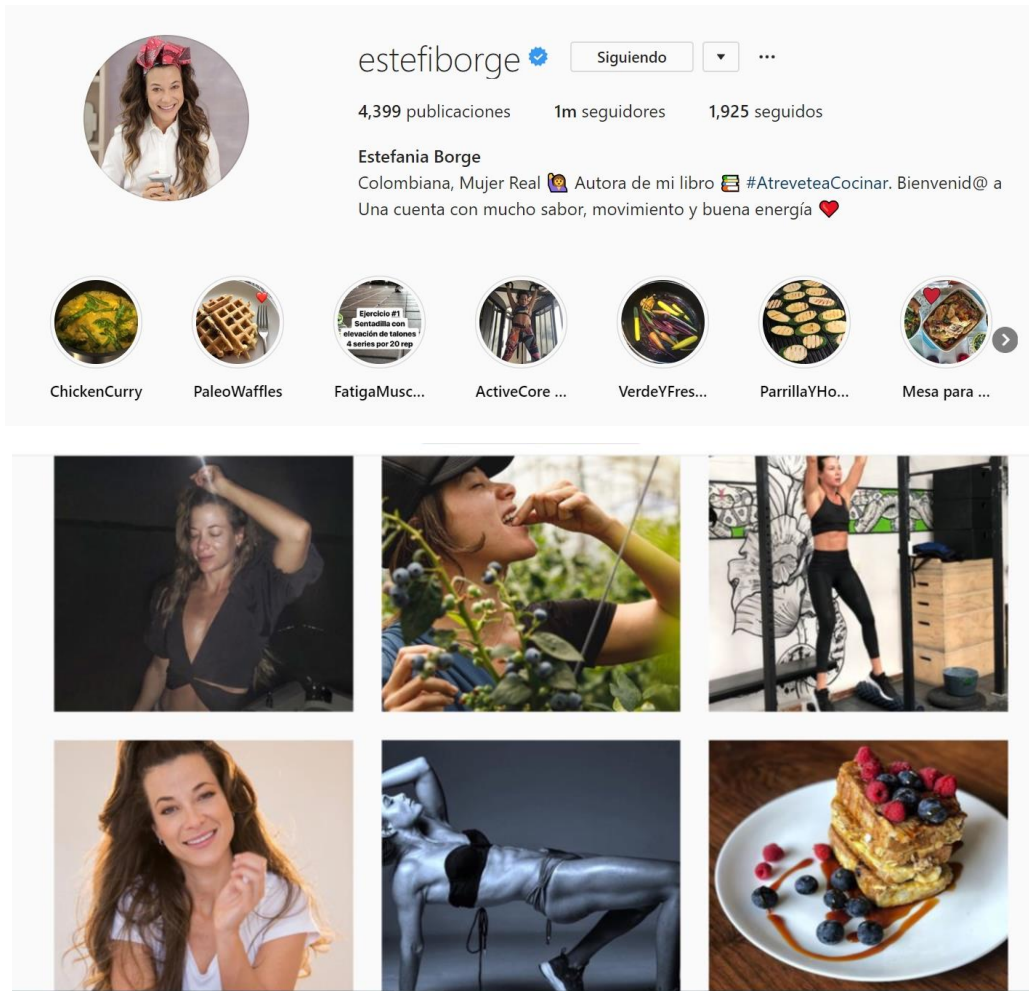 estefiborge Siguiendo
4,399 publicaciones 1m seguidores 1,925 seguidos
Estefania Borge
Colombiana, Mujer Real 🙋 Autora de mi libro 📚 #AtreveteaCocinar. Bienvenid@ a
Una cuenta con mucho sabor, movimiento y buena energía ❤️
Ejercicio #1
Sentadilla con
elevación de talones
4 series por 20 rep
ChickenCurry PaleoWaffles FatigaMusc... ActiveCore ... VerdeYFres... ParrillaYHo... Mesa para ...